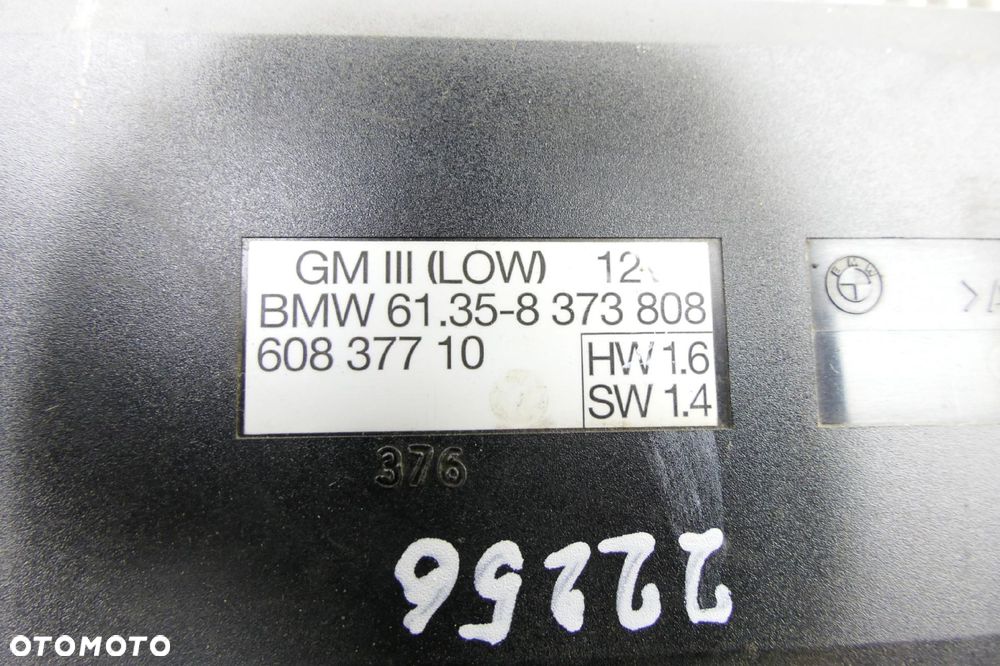 GM III (LOW)
BMW 61.35-8 373 808
608 377 10
HW 1.6
SW 1.4
376
22256
BMW
OTOMOTO